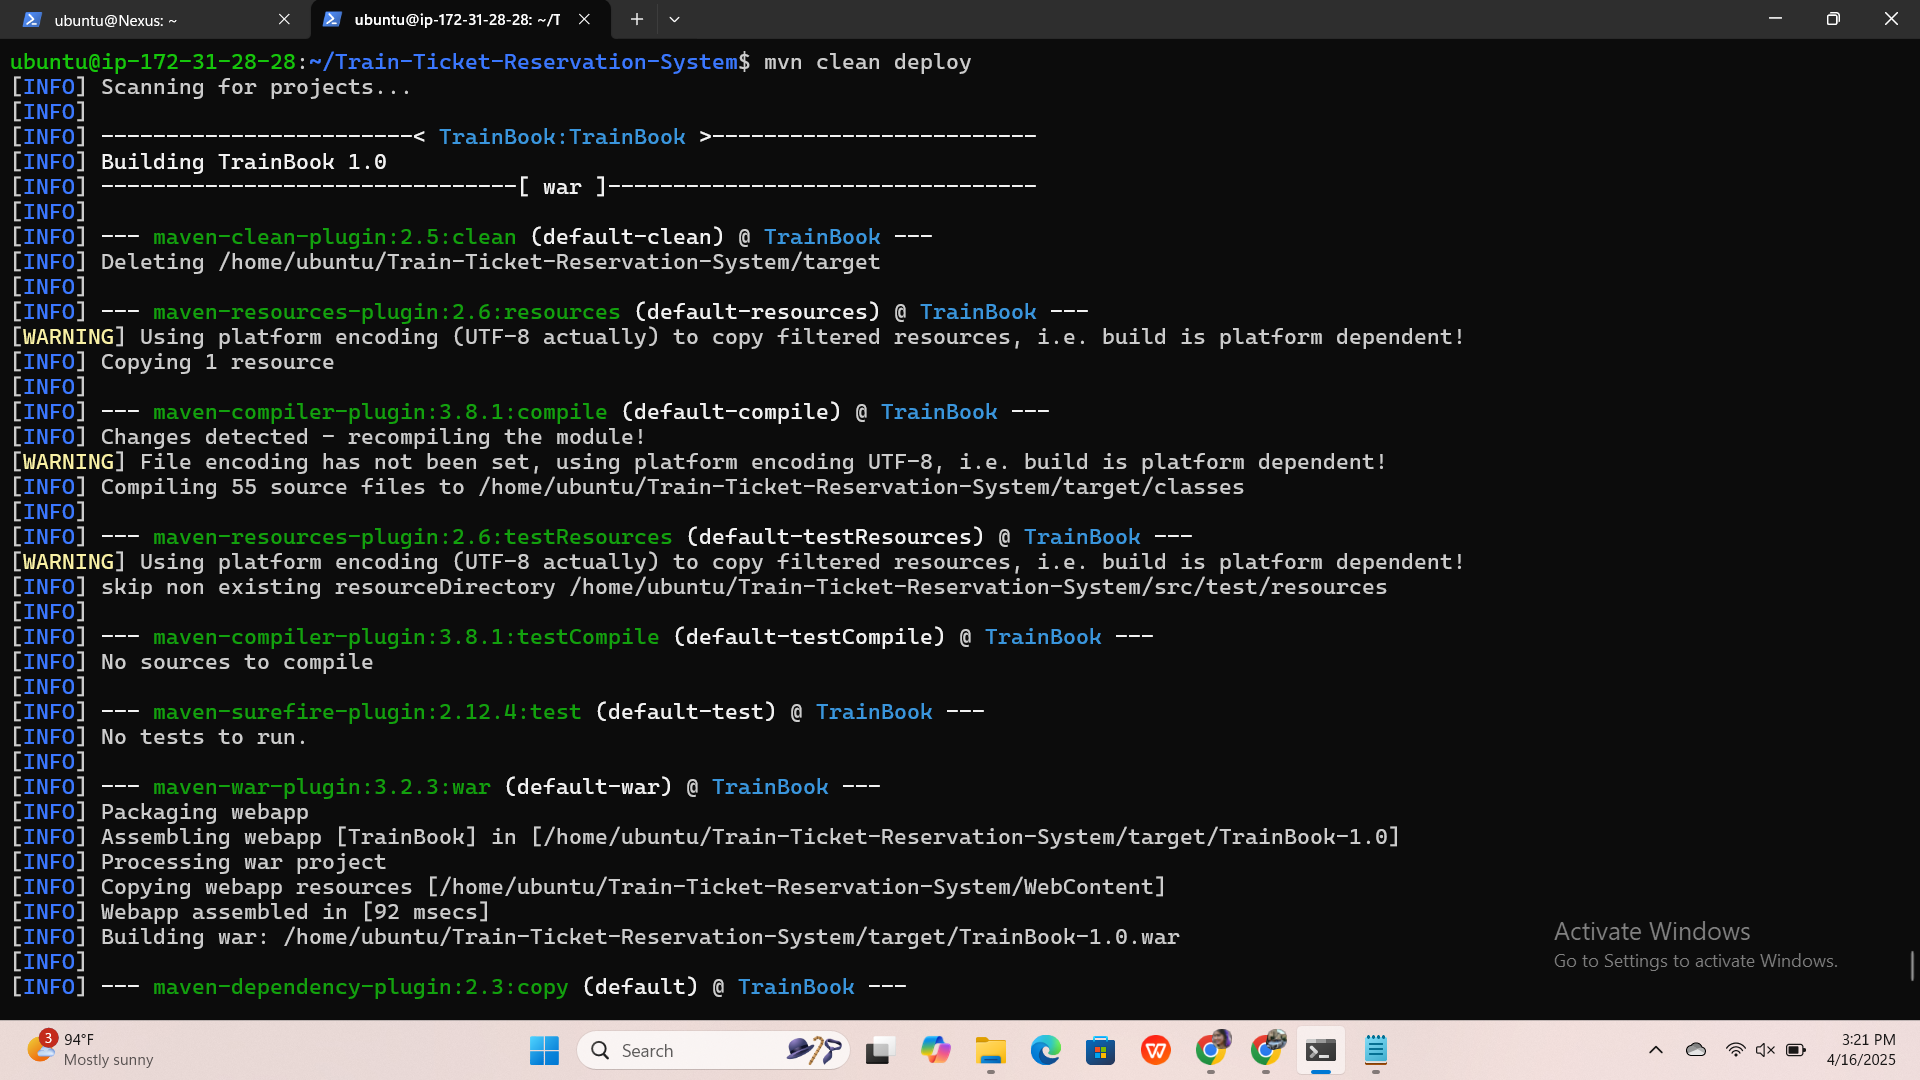 ubuntu@Nexus: ~
ubuntu@ip-172-31-28-28: ~/T
ubuntu@ip-172-31-28-28:~/Train-Ticket-Reservation-System$ mvn clean deploy
[INFO] Scanning for projects...
[INFO]
[INFO] ------------------------< TrainBook:TrainBook >-------------------------
[INFO] Building TrainBook 1.0
[INFO] --------------------------------[ war ]---------------------------------
[INFO]
[INFO] --- maven-clean-plugin:2.5:clean (default-clean) @ TrainBook ---
[INFO] Deleting /home/ubuntu/Train-Ticket-Reservation-System/target
[INFO]
[INFO] --- maven-resources-plugin:2.6:resources (default-resources) @ TrainBook ---
[WARNING] Using platform encoding (UTF-8 actually) to copy filtered resources, i.e. build is platform dependent!
[INFO] Copying 1 resource
[INFO]
[INFO] --- maven-compiler-plugin:3.8.1:compile (default-compile) @ TrainBook ---
[INFO] Changes detected - recompiling the module!
[WARNING] File encoding has not been set, using platform encoding UTF-8, i.e. build is platform dependent!
[INFO] Compiling 55 source files to /home/ubuntu/Train-Ticket-Reservation-System/target/classes
[INFO]
[INFO] --- maven-resources-plugin:2.6:testResources (default-testResources) @ TrainBook ---
[WARNING] Using platform encoding (UTF-8 actually) to copy filtered resources, i.e. build is platform dependent!
[INFO] skip non existing resourceDirectory /home/ubuntu/Train-Ticket-Reservation-System/src/test/resources
[INFO]
[INFO] --- maven-compiler-plugin:3.8.1:testCompile (default-testCompile) @ TrainBook ---
[INFO] No sources to compile
[INFO]
[INFO] --- maven-surefire-plugin:2.12.4:test (default-test) @ TrainBook ---
[INFO] No tests to run.
[INFO]
[INFO] --- maven-war-plugin:3.2.3:war (default-war) @ TrainBook ---
[INFO] Packaging webapp
[INFO] Assembling webapp [TrainBook] in [/home/ubuntu/Train-Ticket-Reservation-System/target/TrainBook-1.0]
[INFO] Processing war project
[INFO] Copying webapp resources [/home/ubuntu/Train-Ticket-Reservation-System/WebContent]
[INFO] Webapp assembled in [92 msecs]
[INFO] Building war: /home/ubuntu/Train-Ticket-Reservation-System/target/TrainBook-1.0.war
[INFO]
[INFO] --- maven-dependency-plugin:2.3:copy (default) @ TrainBook ---
Activate Windows
Go to Settings to activate Windows.
3
94°F
Mostly sunny
Search
3:21 PM
4/16/2025